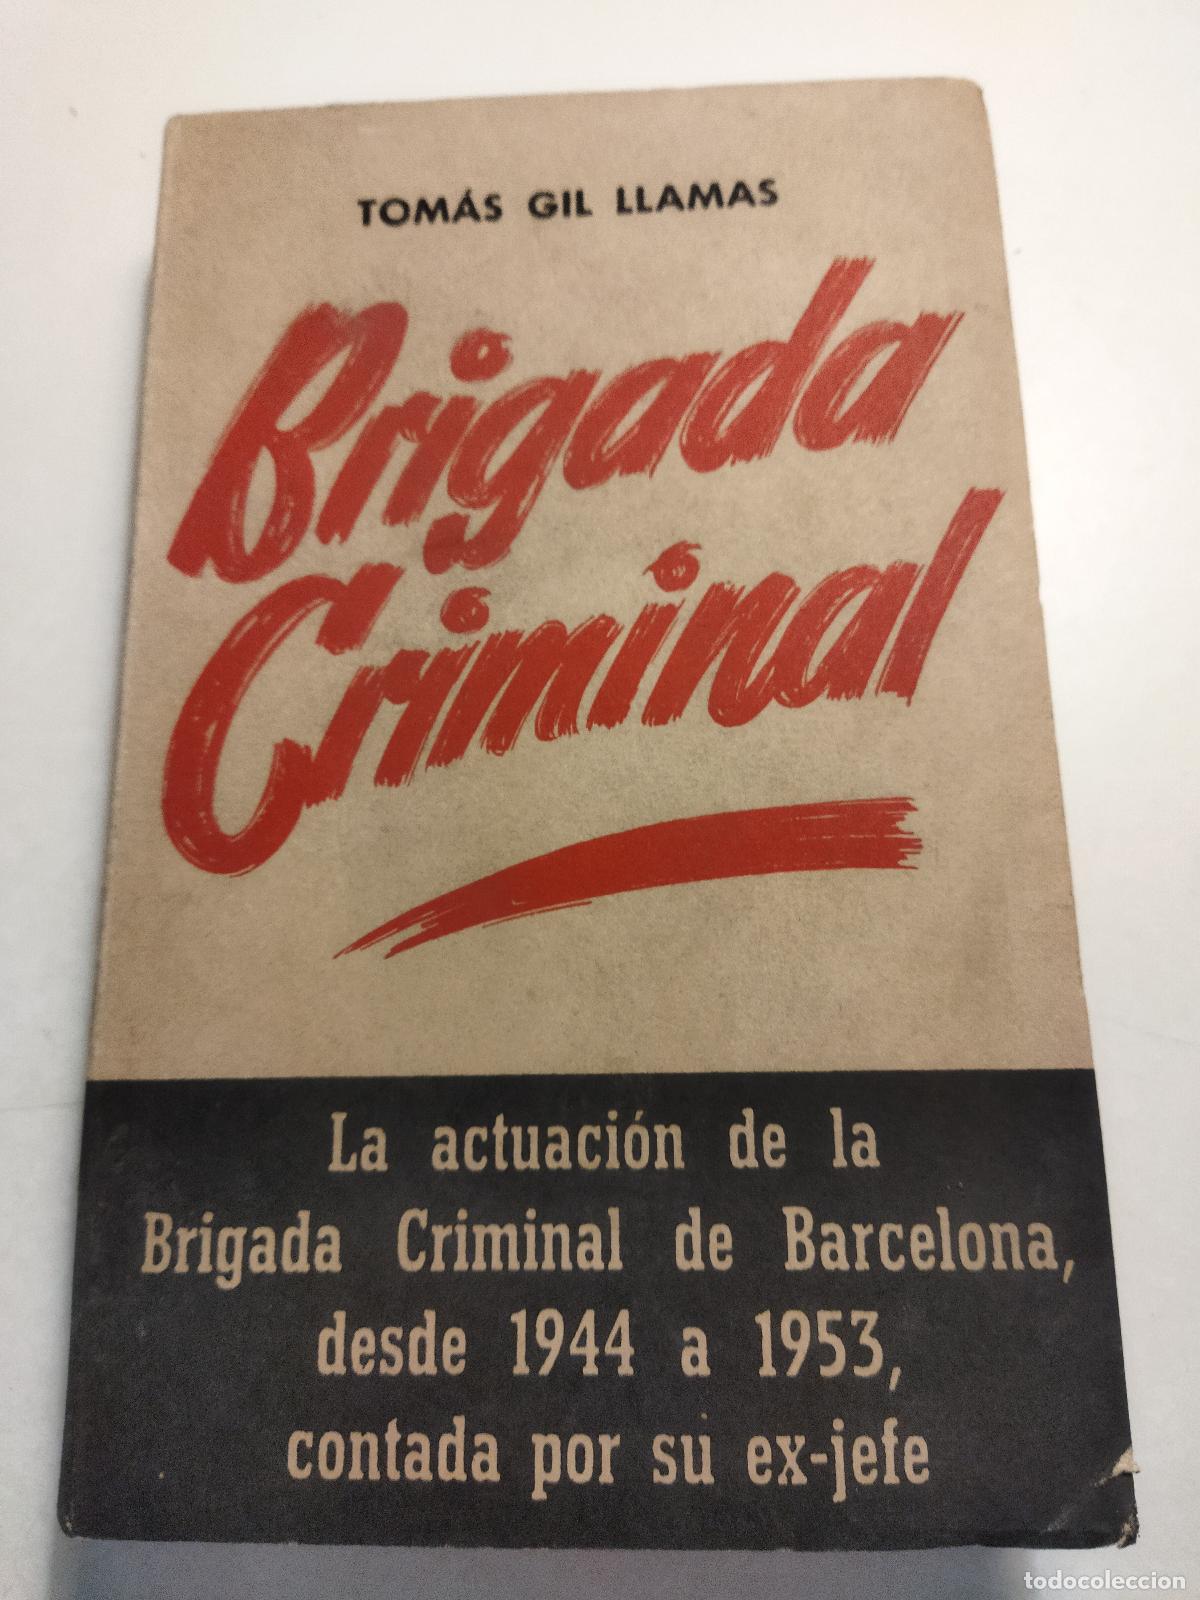 TOMÁS GIL LLAMAS
Brigada
Criminal
La actuación de la
Brigada Criminal de Barcelona,
desde 1944 a 1953,
contada por su ex-jefe
todocoleccion